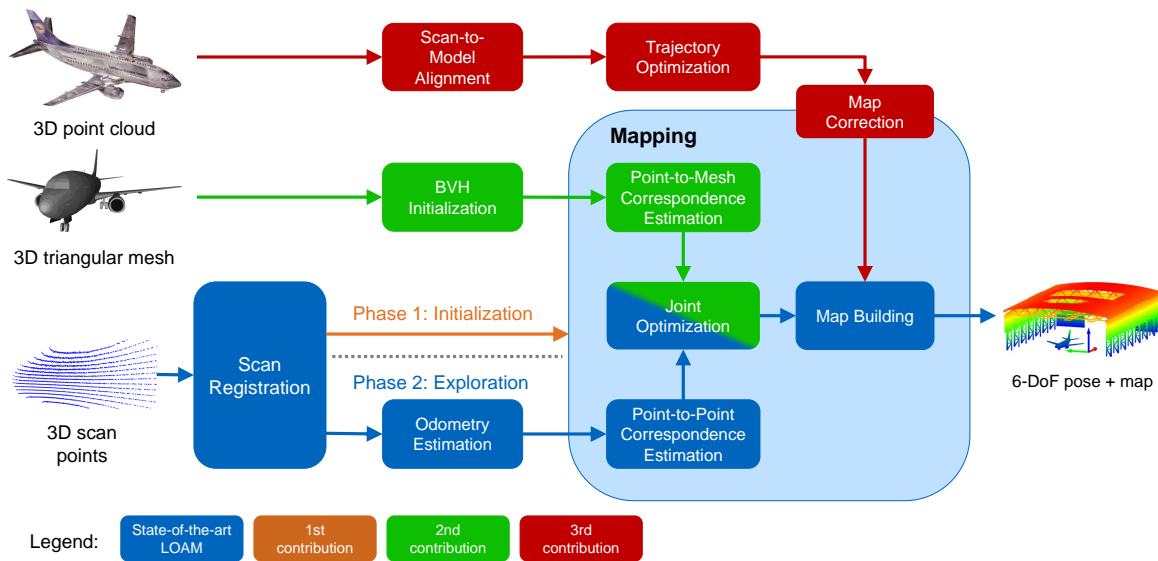 Scan-to-
Model
Alignment
Trajectory
Optimization
3D point cloud
Map
Correction
Mapping
BVH
Initialization
Point-to-Mesh
Correspondence
Estimation
3D triangular mesh
Scan
Registration
Phase 1: Initialization
Phase 2: Exploration
Joint
Optimization
Map Building
6-DoF pose + map
3D scan
points
Odometry
Estimation
Point-to-Point
Correspondence
Estimation
Legend:
State-of-the-art
LOAM
1st
contribution
2nd
contribution
3rd
contribution